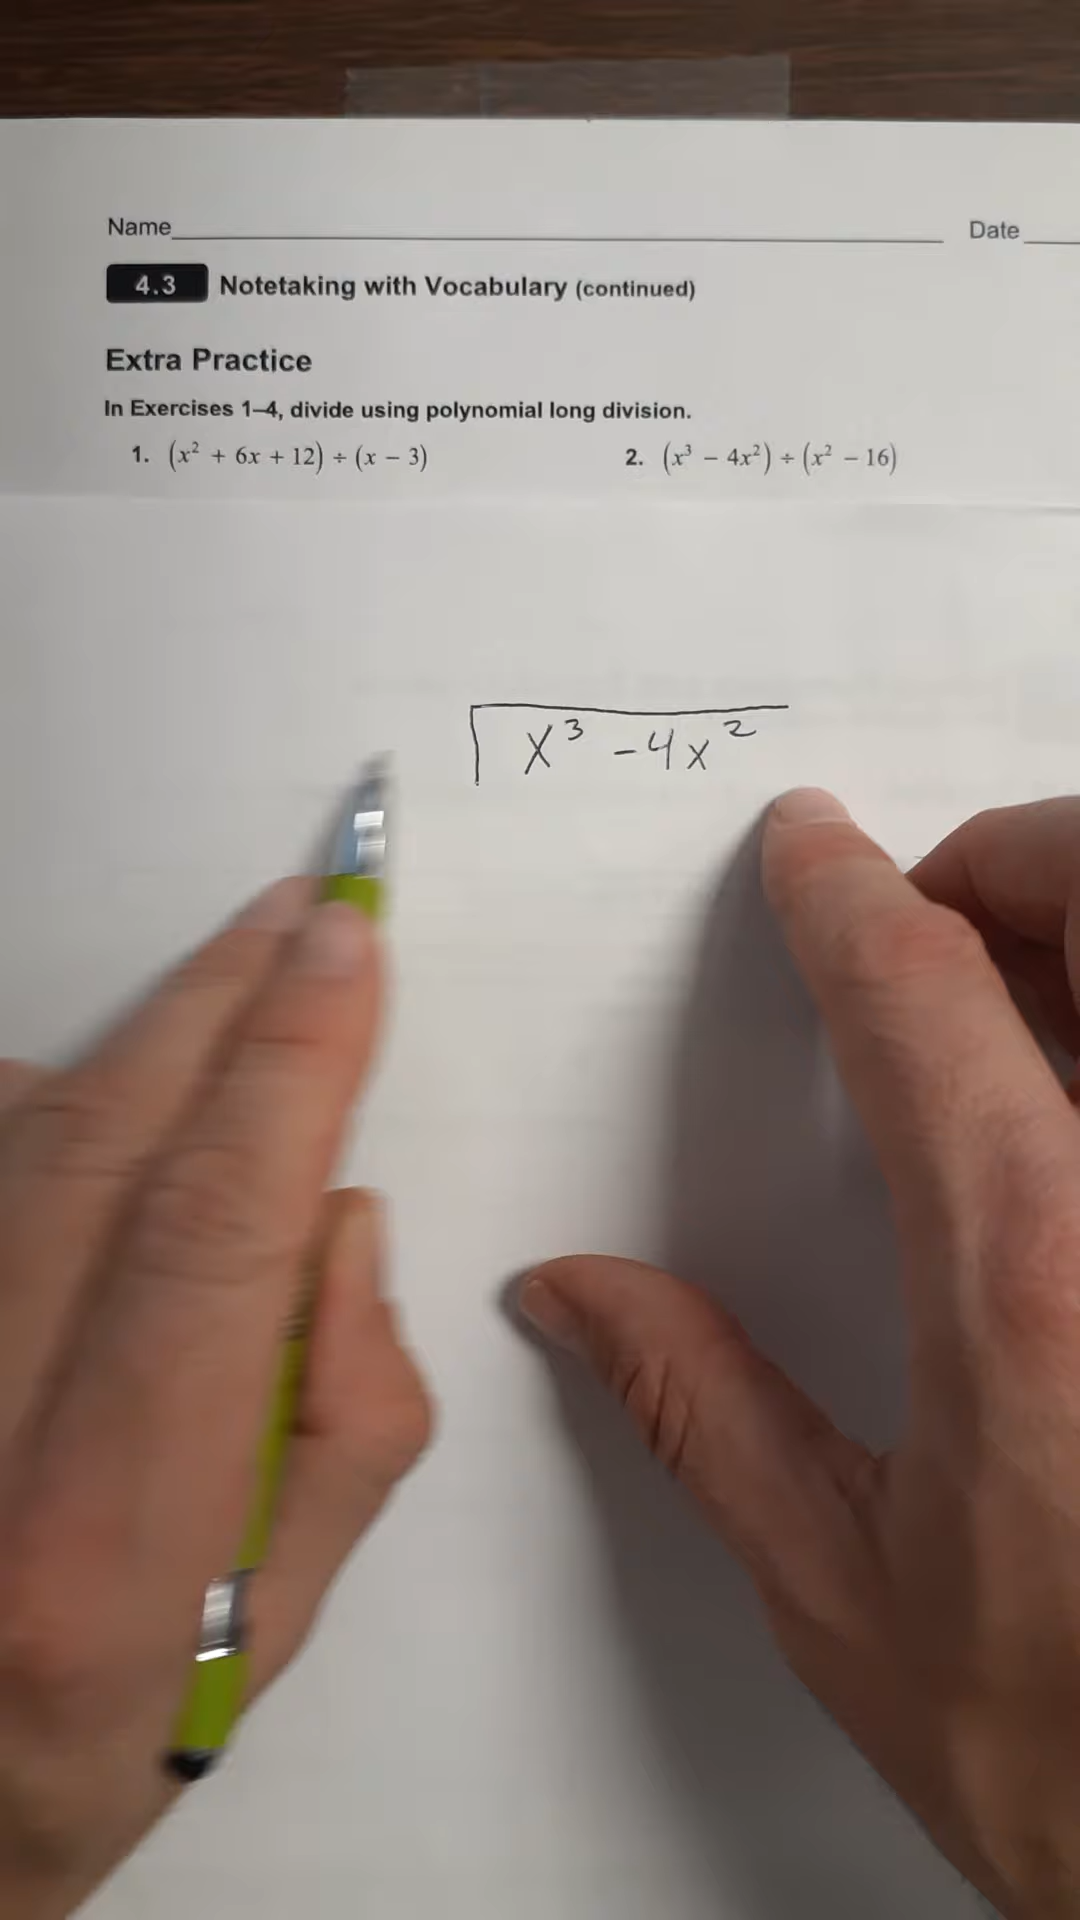 Name Date
4.3 Notetaking with Vocabulary (continued)
Extra Practice
In Exercises 1–4, divide using polynomial long division.
1. (x² + 6x + 12) ÷ (x − 3) 2. (x³ − 4x²) ÷ (x² − 16)
x³ − 4x²